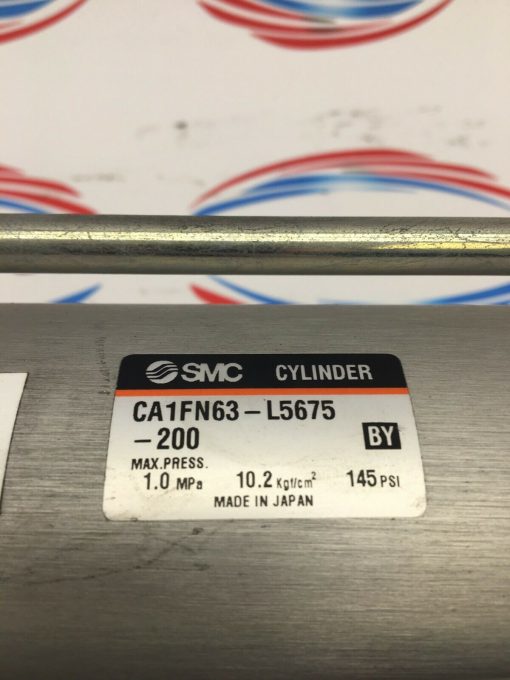 SMC CYLINDER
CA1FN63-L5675
-200 BY
MAX.PRESS.
1.0 MPa 10.2 Kgf/cm² 145 PSI
MADE IN JAPAN